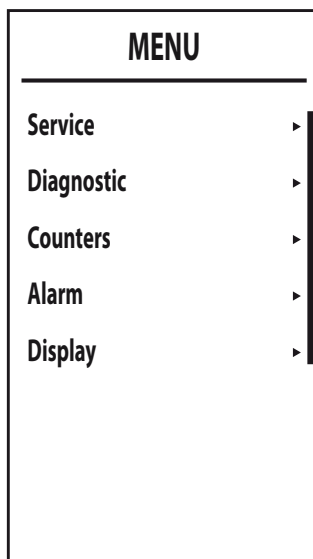 MENU
Service
Diagnostic
Counters
Alarm
Display